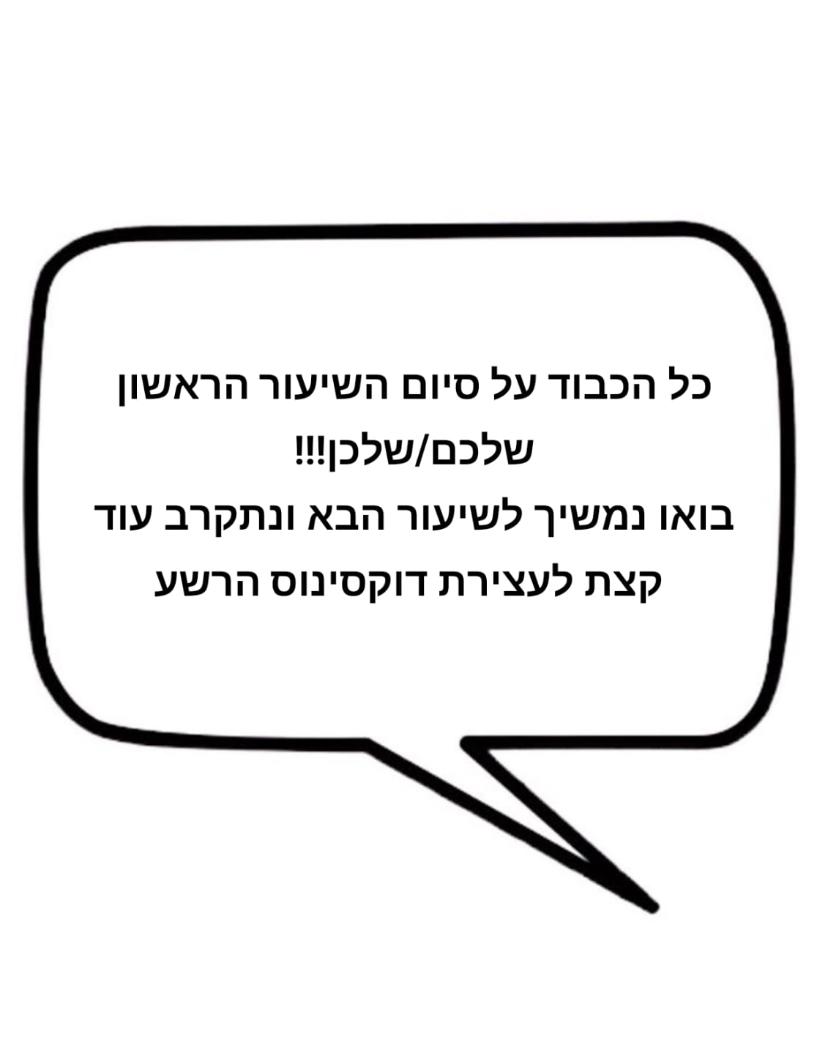 כל הכבוד על סיום השיעור הראשון
שלכם/שלכן!!!
בואו נמשיך לשיעור הבא ונתקרב עוד
קצת לעצירת דוקסינוס הרשע